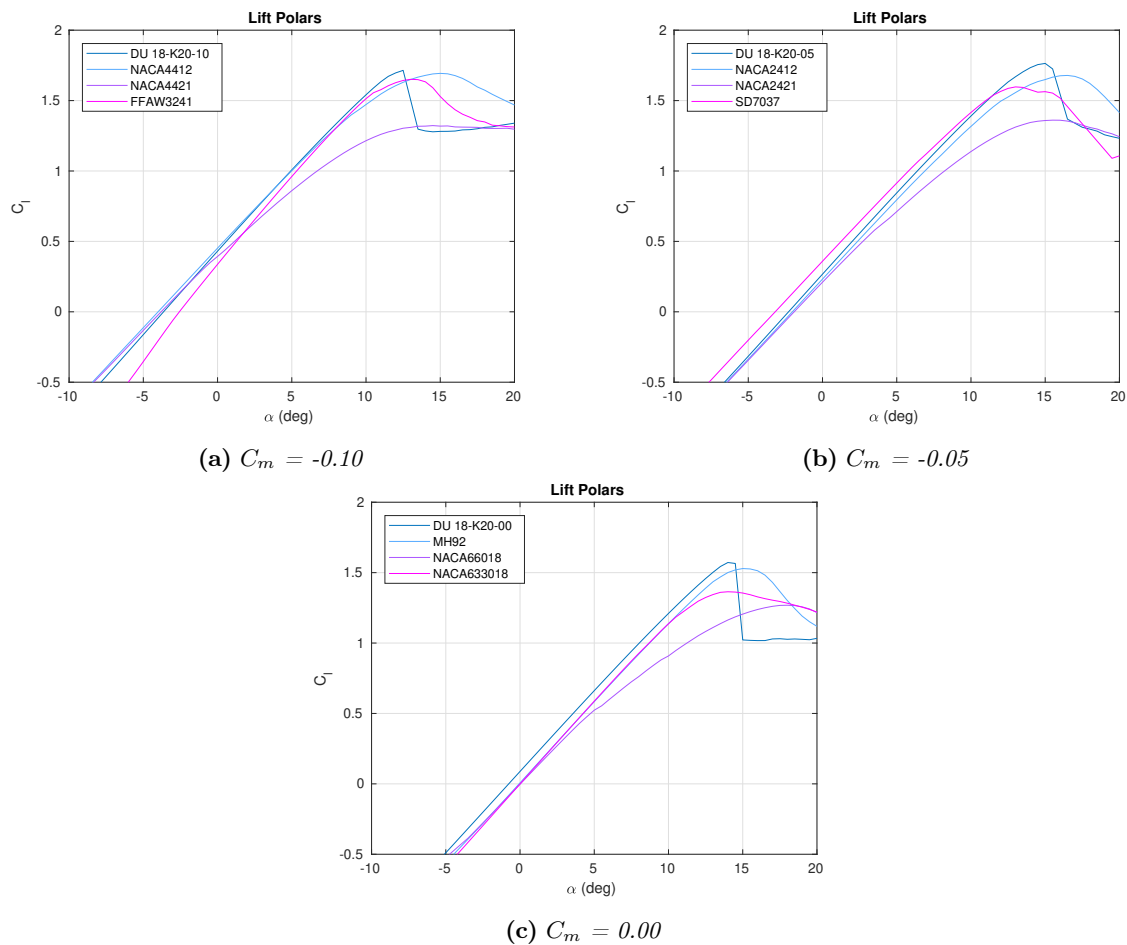 Lift Polars
2
1.5
1
0.5
0
-0.5
C_l
DU 18-K20-10
NACA4412
NACA4421
FFAW3241
-10 -5 0 5 10 15 20
α (deg)
(a) C_m = -0.10
Lift Polars
2
1.5
1
0.5
0
-0.5
C_l
DU 18-K20-05
NACA2412
NACA2421
SD7037
-10 -5 0 5 10 15 20
α (deg)
(b) C_m = -0.05
Lift Polars
2
1.5
1
0.5
0
-0.5
C_l
DU 18-K20-00
MH92
NACA66018
NACA633018
-10 -5 0 5 10 15 20
α (deg)
(c) C_m = 0.00